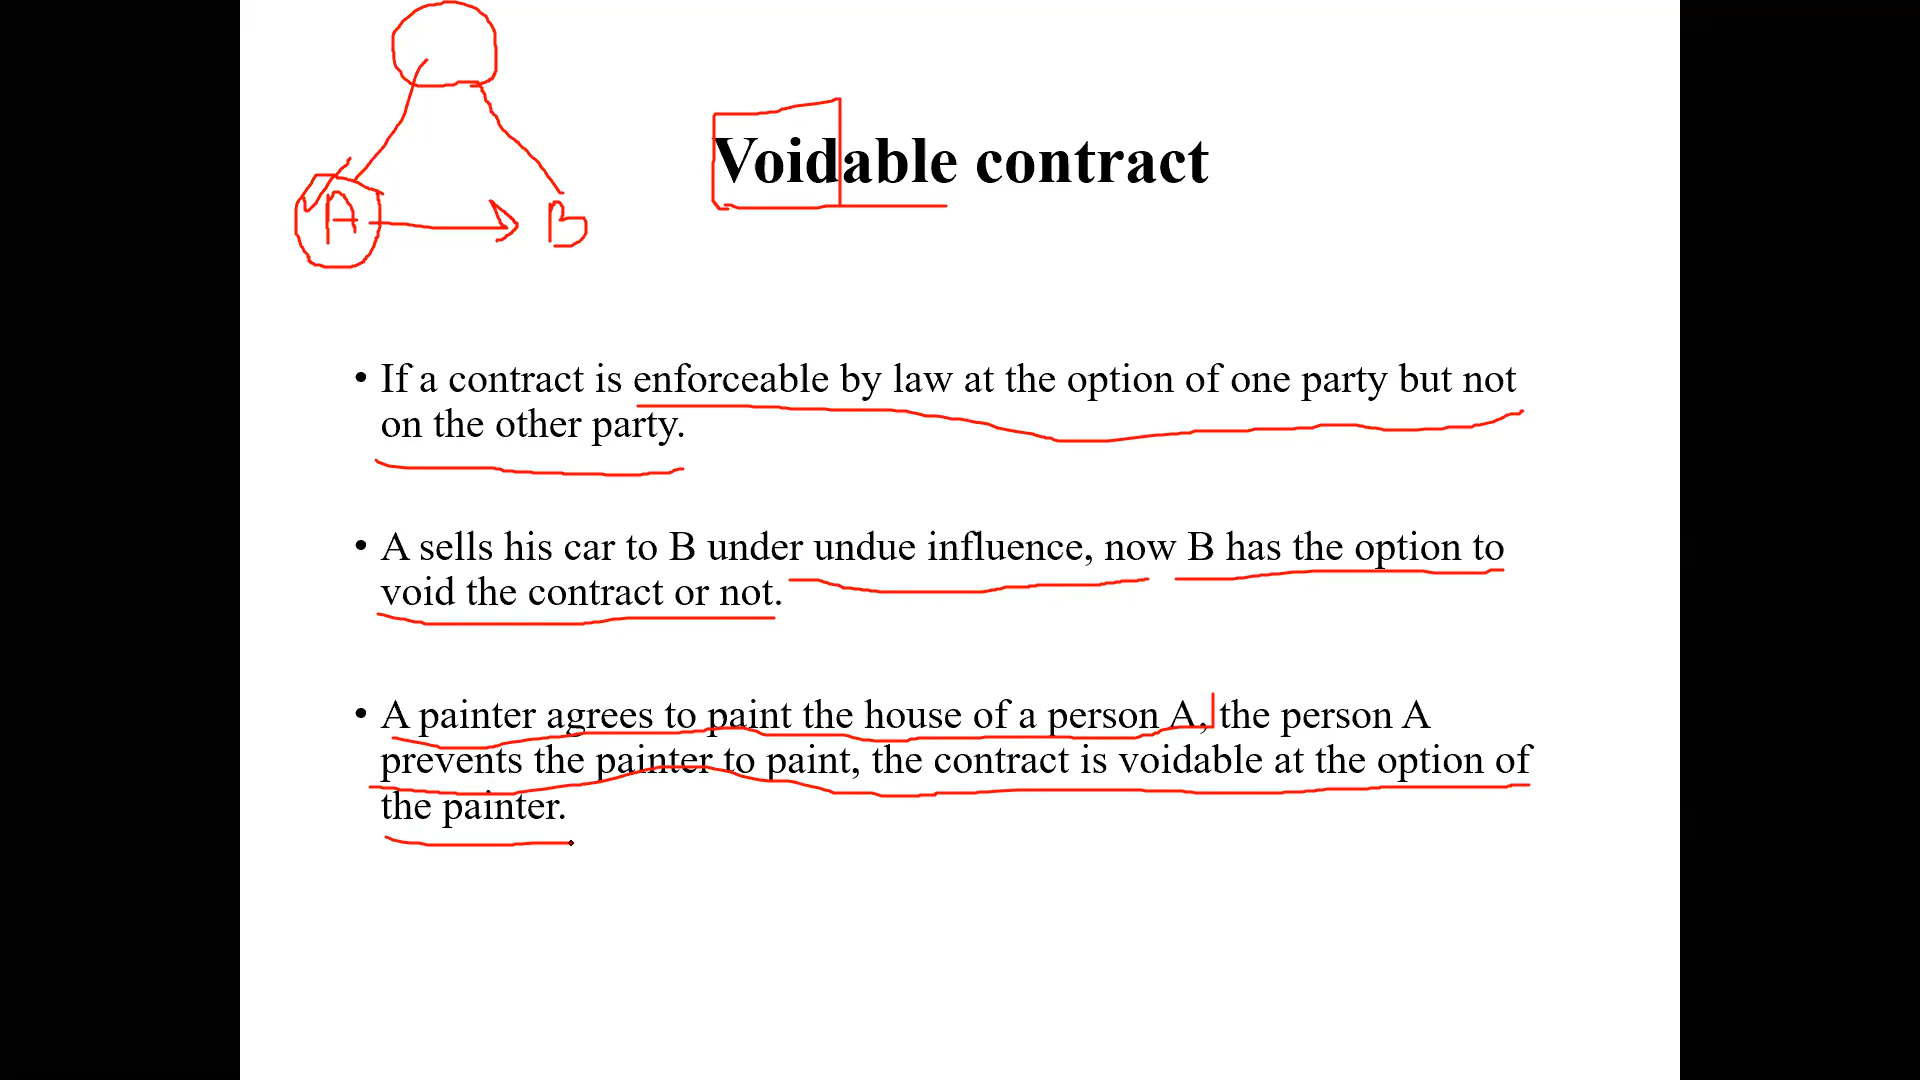 Voidable contract
A
B
• If a contract is enforceable by law at the option of one party but not
on the other party.
• A sells his car to B under undue influence, now B has the option to
void the contract or not.
• A painter agrees to paint the house of a person A, the person A
prevents the painter to paint, the contract is voidable at the option of
the painter.